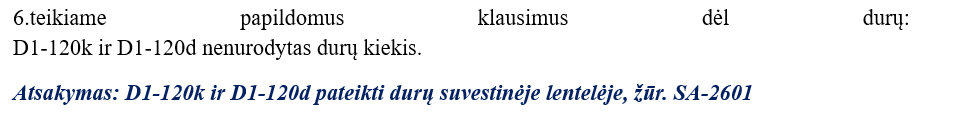 6.teikiame papildomus klausimus dėl durų:
D1-120k ir D1-120d nenurodytas durų kiekis.
Atsakymas: D1-120k ir D1-120d pateikti durų suvestinėje lentelėje, žūr. SA-2601